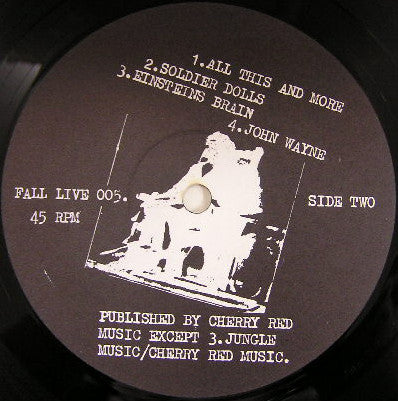 1.ALL THIS AND MORE
2.SOLDIER DOLLS
3.EINSTEINS BRAIN
4.JOHN WAYNE
FALL LIVE 005.
45 RPM
SIDE TWO
PUBLISHED BY CHERRY RED
MUSIC EXCEPT 3.JUNGLE
MUSIC/CHERRY RED MUSIC.